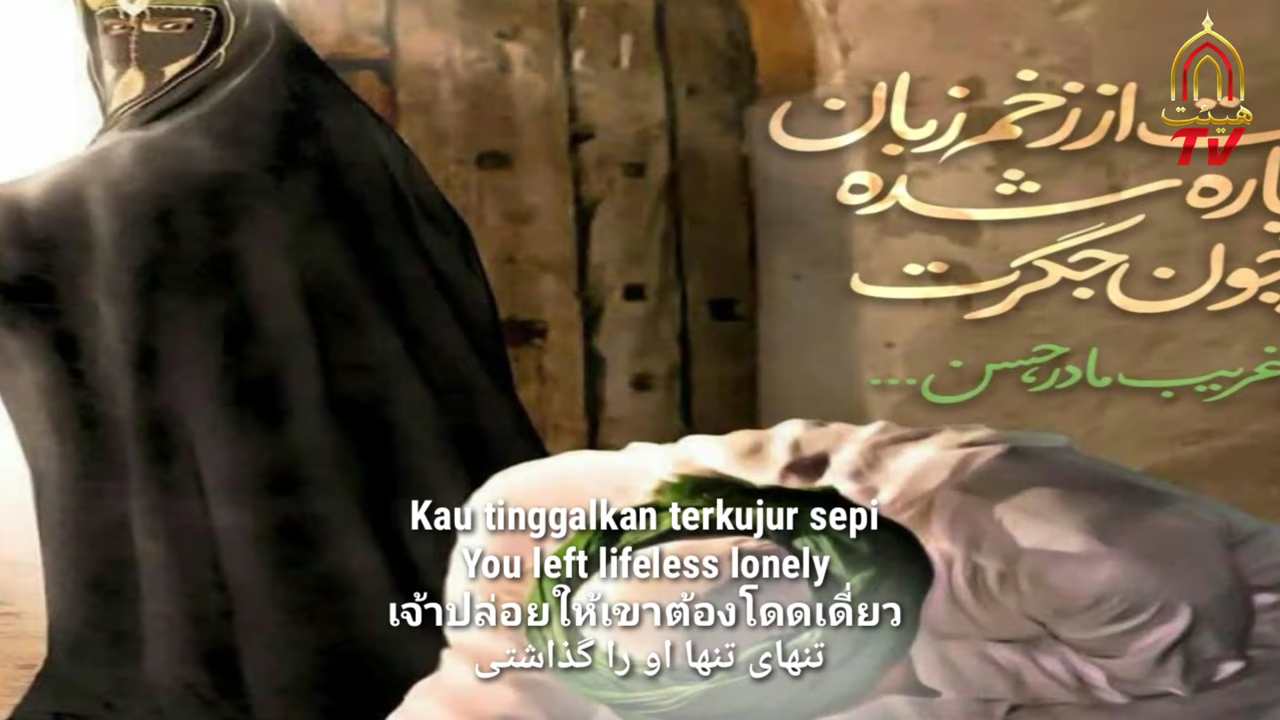 از زخم زبان
پاره شده
چون جگرت
غریب مادر حسن...
هیئت
TV
Kau tinggalkan terkujur sepi
You left lifeless lonely
เจ้าปล่อยให้เขาต้องโดดเดี่ยว
تنهای تنها او را گذاشتی